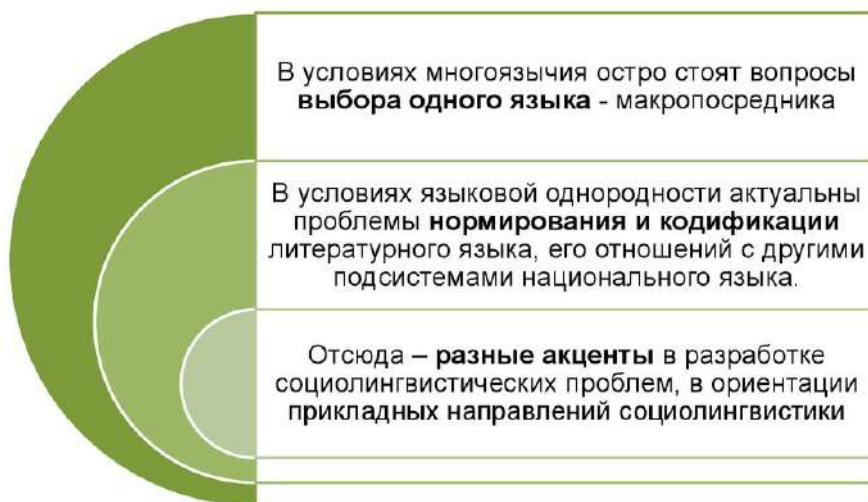 В условиях многоязычия остро стоят вопросы
выбора одного языка - макропосредника
В условиях языковой однородности актуальны
проблемы нормирования и кодификации
литературного языка, его отношений с другими
подсистемами национального языка.
Отсюда – разные акценты в разработке
социолингвистических проблем, в ориентации
прикладных направлений социолингвистики